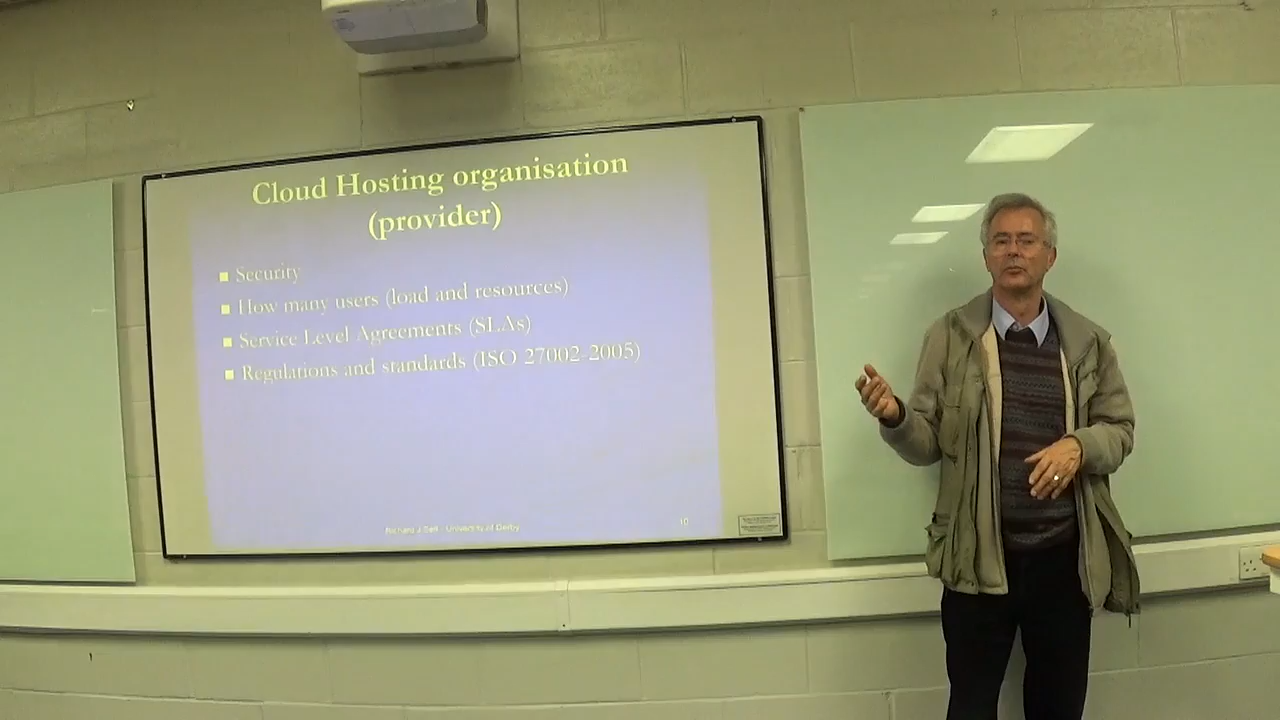 Cloud Hosting organisation
(provider)
Security
How many users (load and resources)
Service Level Agreements (SLAs)
Regulations and standards (ISO 27002-2005)
Richard J Self - University of Derby
10